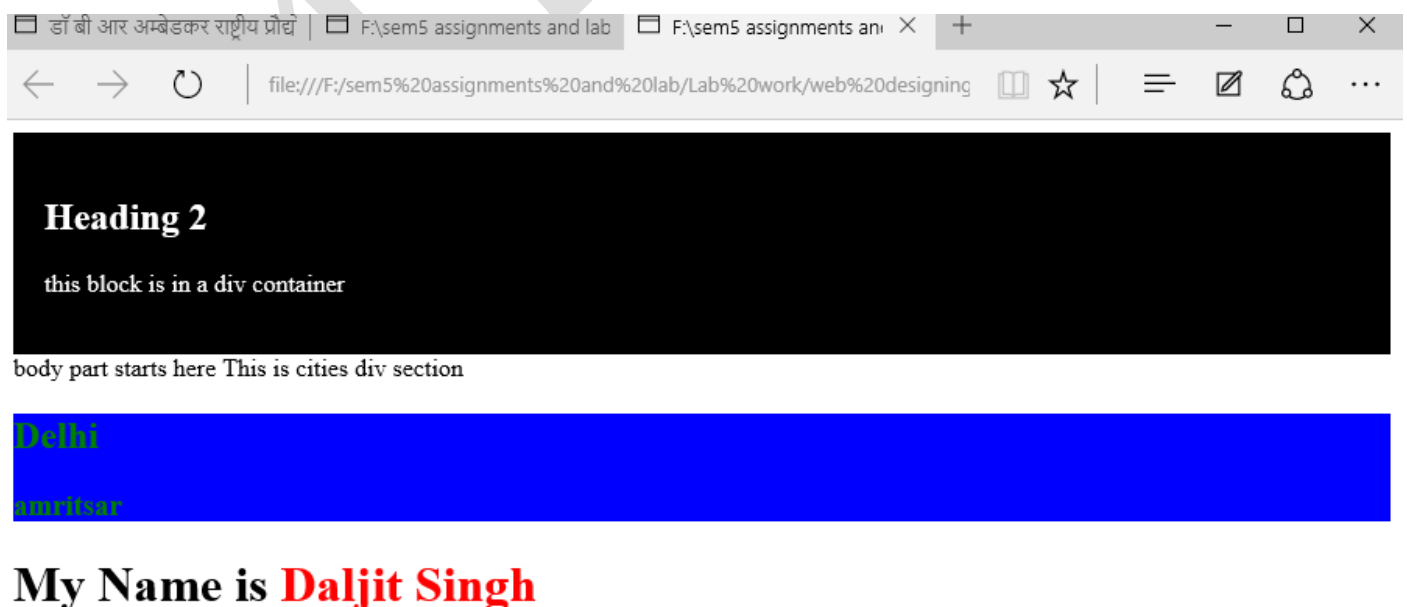 डॉ बी आर अम्बेडकर राष्ट्रीय प्रौद्यो F:\sem5 assignments and lab F:\sem5 assignments an
file:///F:/sem5%20assignments%20and%20lab/Lab%20work/web%20designing
Heading 2
this block is in a div container
body part starts here This is cities div section
Delhi
amritsar
My Name is Daljit Singh